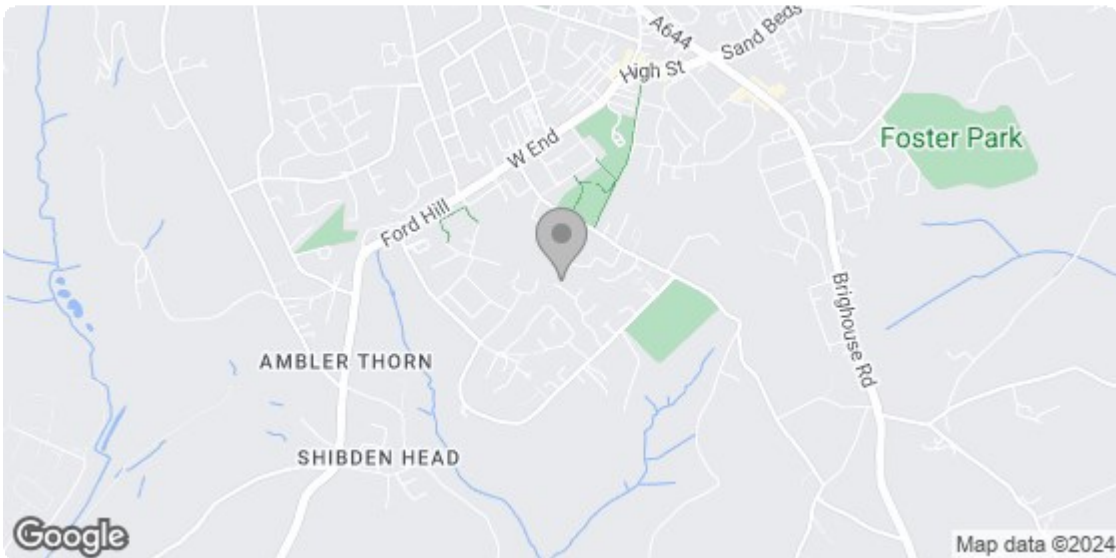 A644
Sand Beds
High St
W End
Foster Park
Ford Hill
Brighouse Rd
AMBLER THORN
SHIBDEN HEAD
Google
Map data ©2024